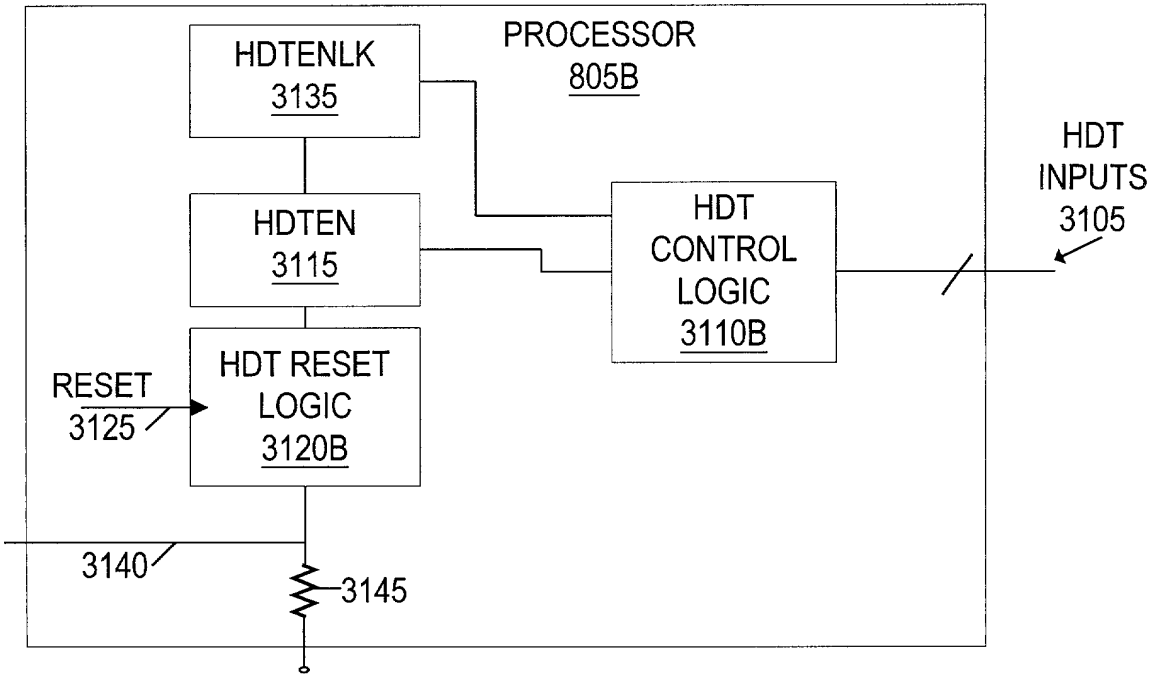 PROCESSOR
805B
HDTENLK
3135
HDTEN
3115
HDT RESET
LOGIC
3120B
RESET
3125
HDT
CONTROL
LOGIC
3110B
HDT
INPUTS
3105
3140
3145